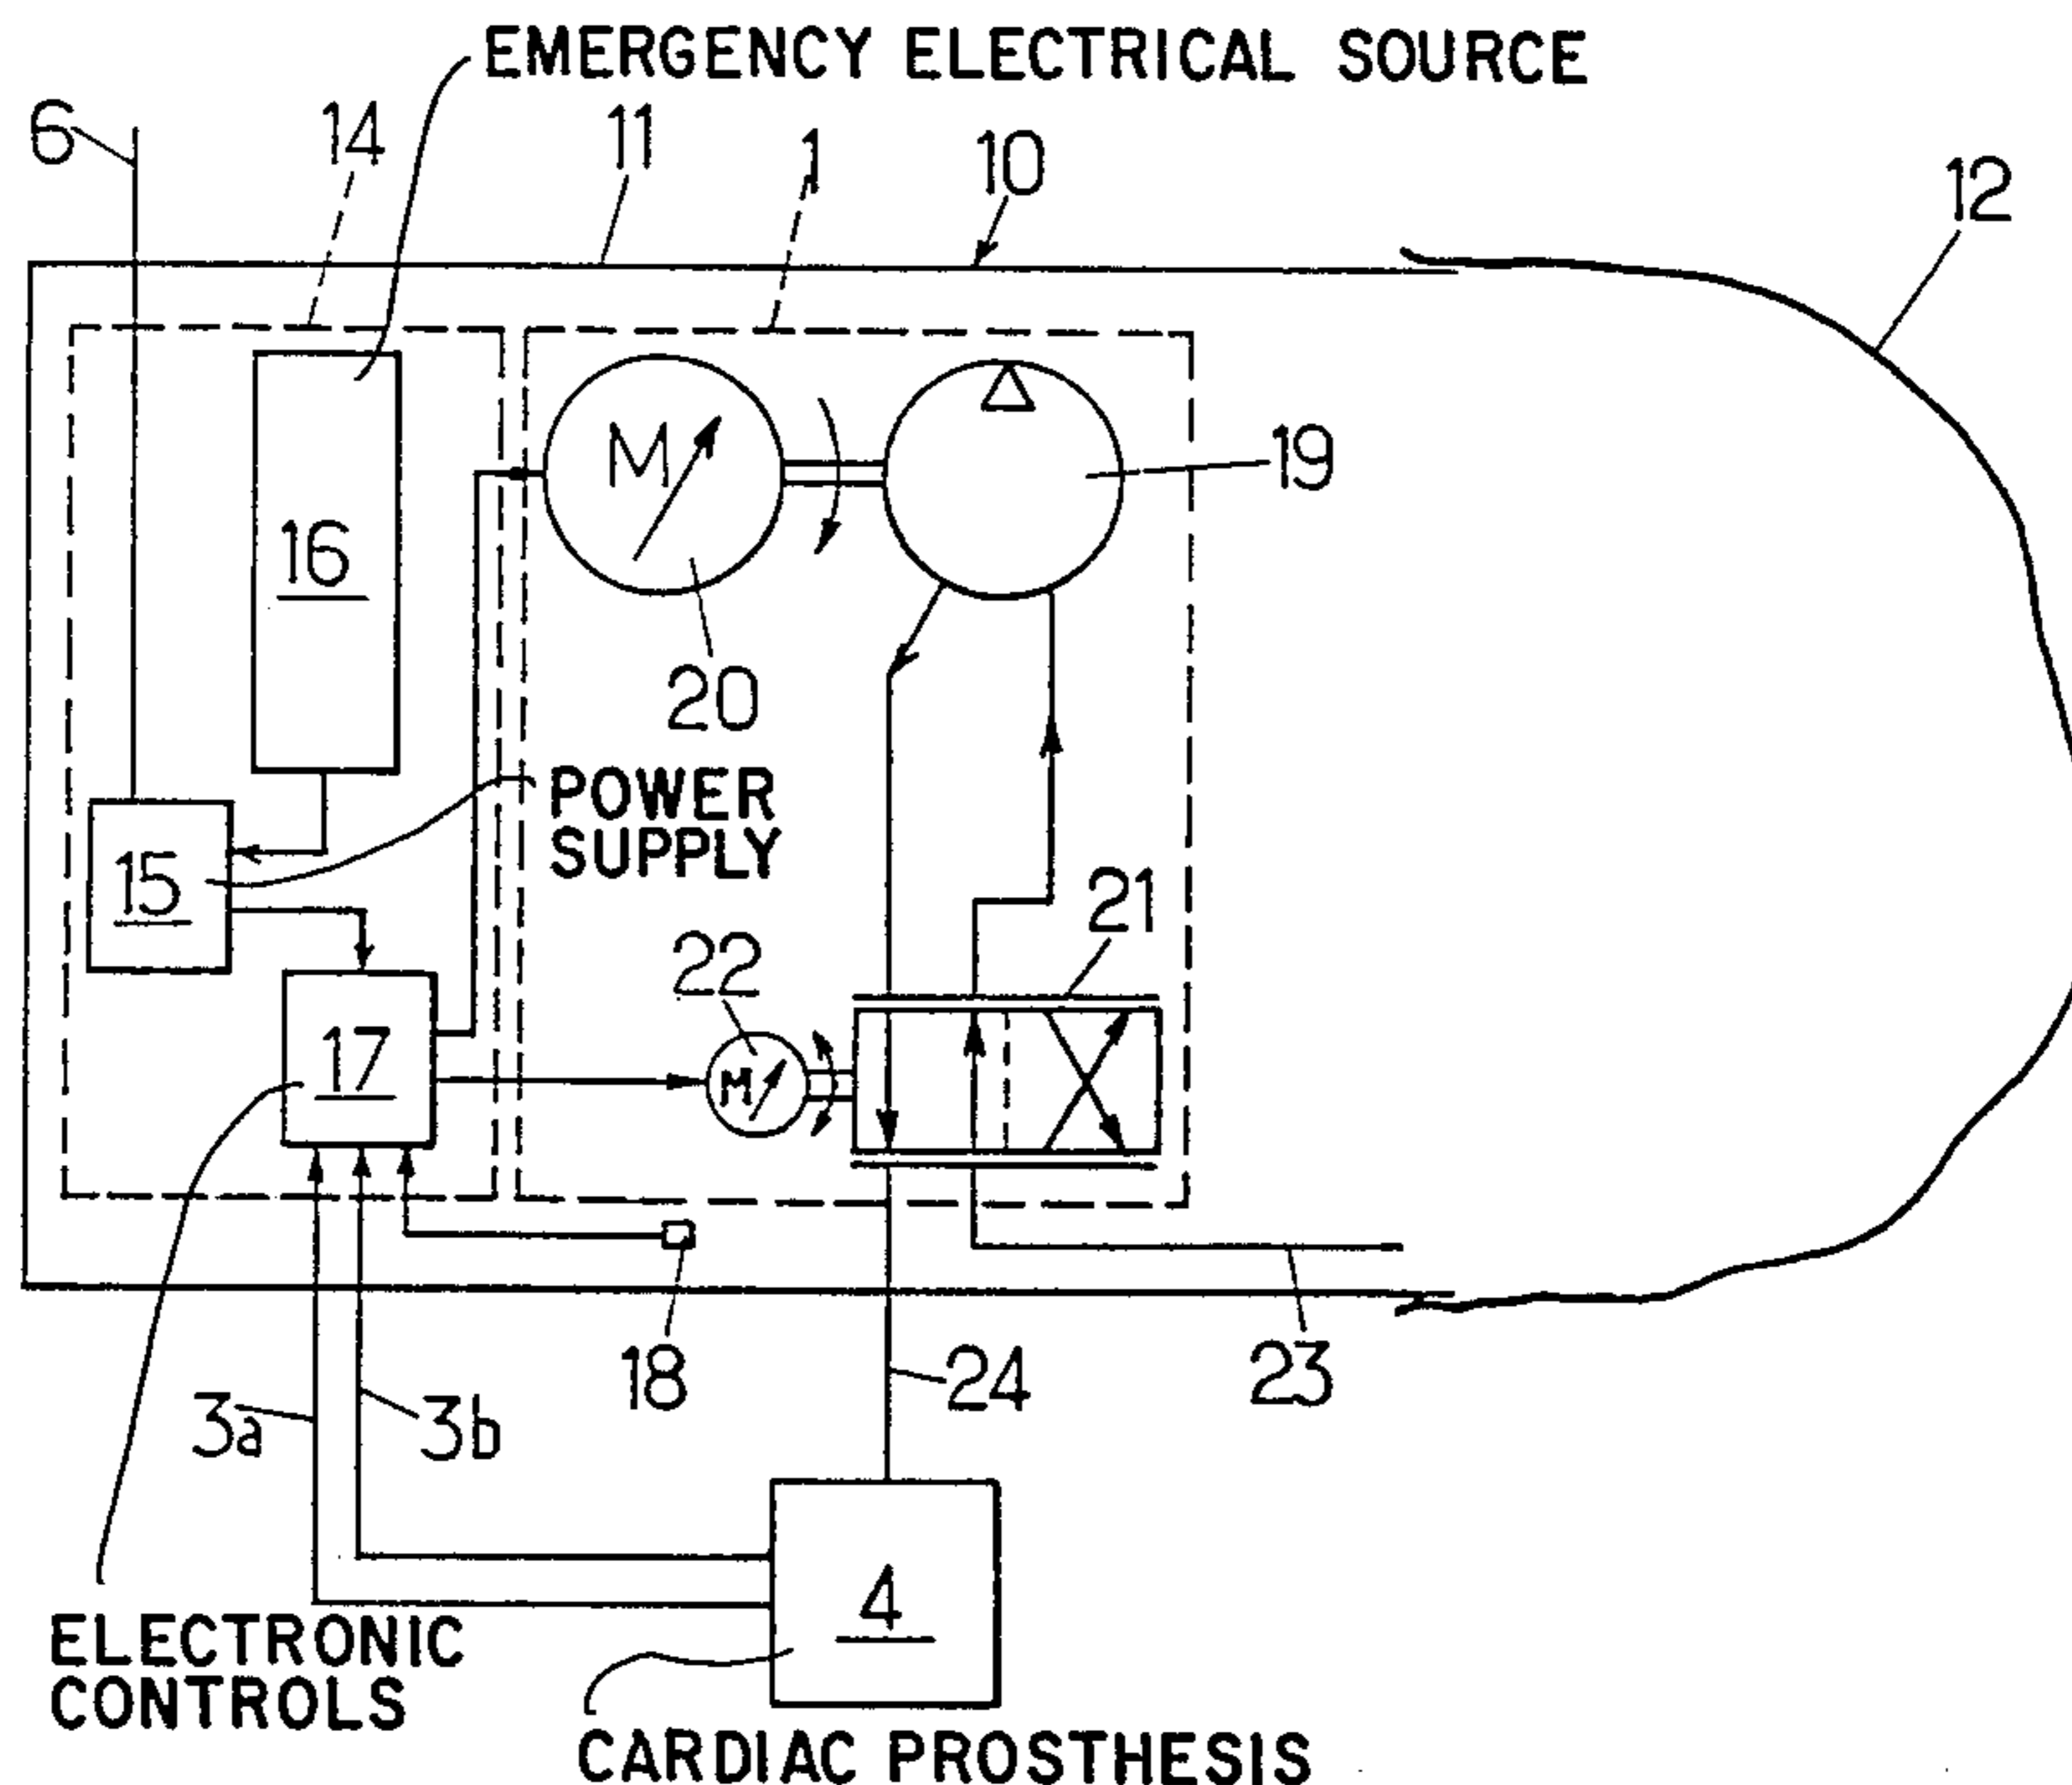 EMERGENCY ELECTRICAL SOURCE
6
14
11
1
10
12
M
19
16
20
POWER
SUPPLY
15
21
22
17
M
18
24
23
3a
3b
4
ELECTRONIC
CONTROLS
CARDIAC PROSTHESIS